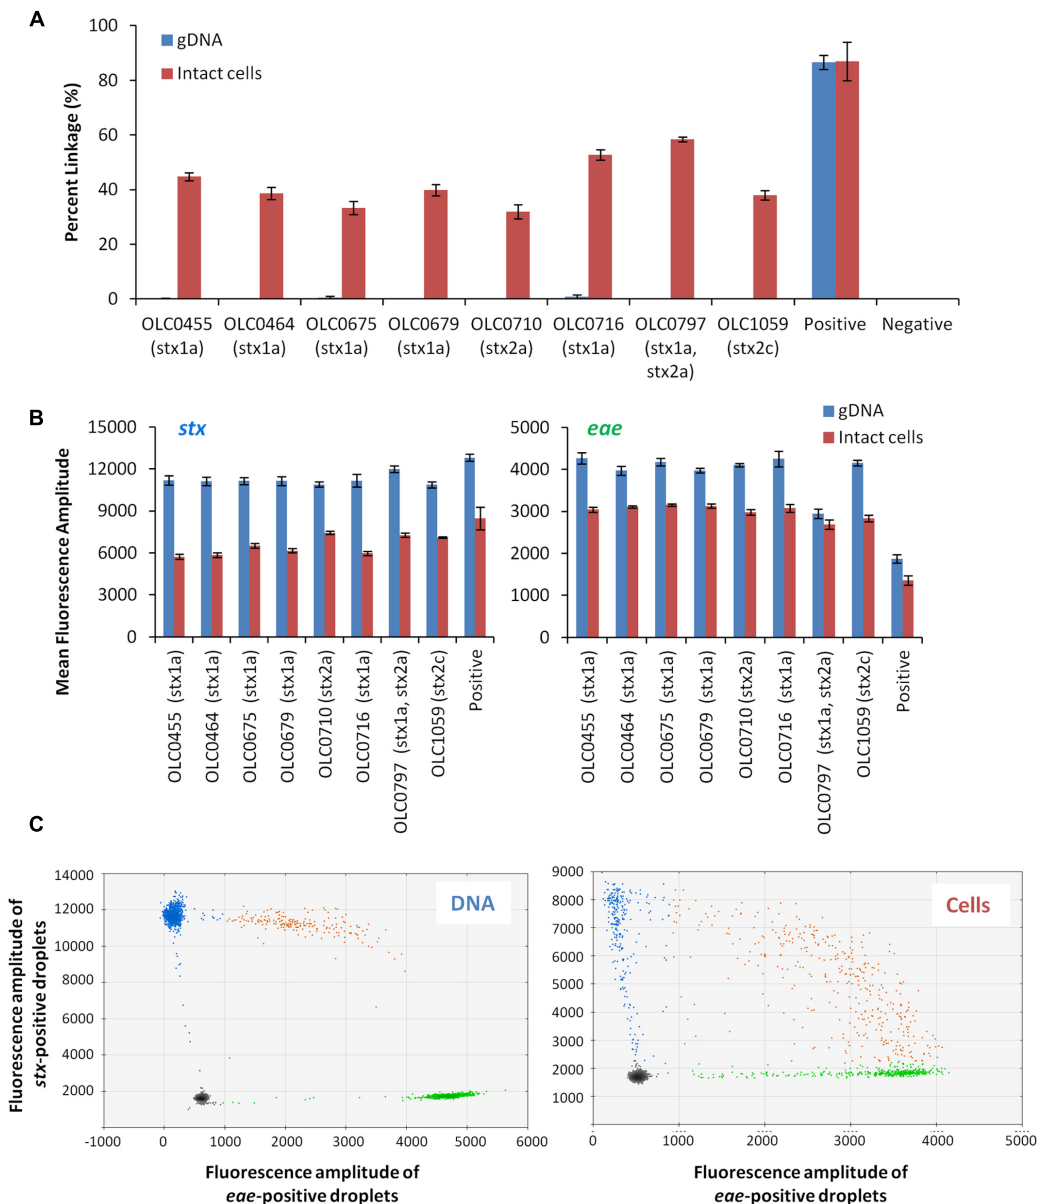 A
100
80
60
40
20
0
Percent Linkage (%)
gDNA
Intact cells
OLC0455 (stx1a)
OLC0464 (stx1a)
OLC0675 (stx1a)
OLC0679 (stx1a)
OLC0710 (stx2a)
OLC0716 (stx1a)
OLC0797 (stx1a, stx2a)
OLC1059 (stx2c)
Positive
Negative
B
Mean Fluorescence Amplitude
stx
15000
12000
9000
6000
3000
0
OLC0455 (stx1a)
OLC0464 (stx1a)
OLC0675 (stx1a)
OLC0679 (stx1a)
OLC0710 (stx2a)
OLC0716 (stx1a)
OLC0797 (stx1a, stx2a)
OLC1059 (stx2c)
Positive
eae
gDNA
Intact cells
5000
4000
3000
2000
1000
0
OLC0455 (stx1a)
OLC0464 (stx1a)
OLC0675 (stx1a)
OLC0679 (stx1a)
OLC0710 (stx2a)
OLC0716 (stx1a)
OLC0797 (stx1a, stx2a)
OLC1059 (stx2c)
Positive
C
Fluorescence amplitude of
stx-positive droplets
DNA
14000
12000
10000
8000
6000
4000
2000
0
-1000 0 1000 2000 3000 4000 5000 6000
Fluorescence amplitude of
eae-positive droplets
Cells
9000
8000
7000
6000
5000
4000
3000
2000
1000
0 1000 2000 3000 4000 5000
Fluorescence amplitude of
eae-positive droplets